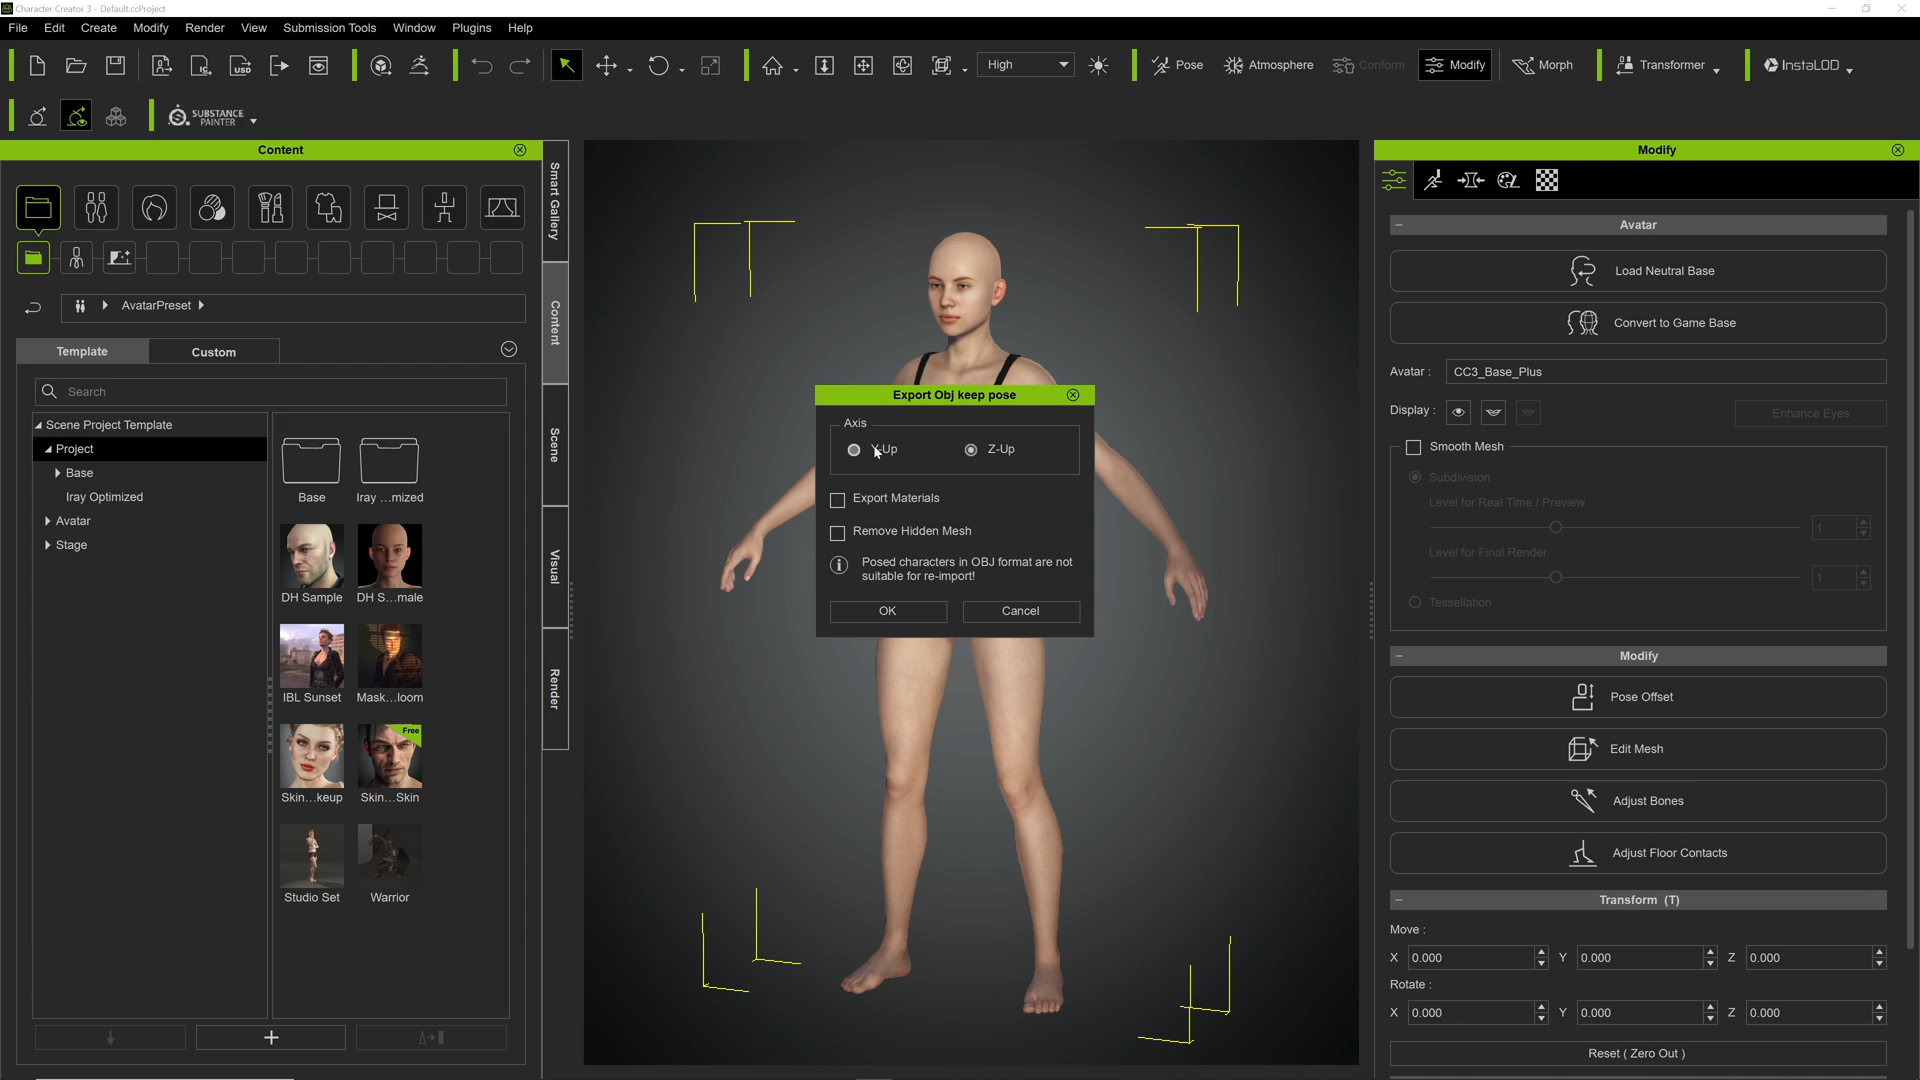 Character Creator 3 - Default.ccProject
File Edit Create Modify Render View Submission Tools Window Plugins Help
High
Pose
Atmosphere
Conform
Modify
Morph
Transformer
InstaLOD
SUBSTANCE
PAINTER
Content
AvatarPreset
Template
Custom
Search
Scene Project Template
Project
Base
Iray Optimized
Avatar
Stage
Base
Iray ...mized
DH Sample
DH S...male
IBL Sunset
Mask...loom
Free
Skin...keup
Skin...Skin
Studio Set
Warrior
Smart Gallery
Content
Scene
Visual
Render
Export Obj keep pose
Axis
Y-Up
Z-Up
Export Materials
Remove Hidden Mesh
Posed characters in OBJ format are not
suitable for re-import!
OK
Cancel
Modify
Avatar
Load Neutral Base
Convert to Game Base
Avatar : CC3_Base_Plus
Display :
Enhance Eyes
Smooth Mesh
Subdivision
Level for Real Time / Preview
1
Level for Final Render
1
Tessellation
Modify
Pose Offset
Edit Mesh
Adjust Bones
Adjust Floor Contacts
Transform (T)
Move :
X 0.000 Y 0.000 Z 0.000
Rotate :
X 0.000 Y 0.000 Z 0.000
Reset ( Zero Out )